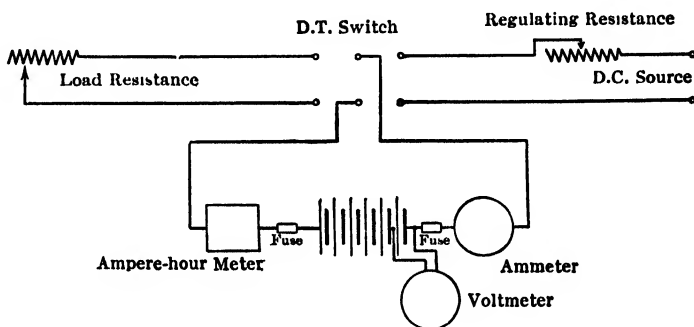 D.T. Switch
Regulating Resistance
Load Resistance
D.C. Source
Fuse
Fuse
Ampere-hour Meter
Ammeter
Voltmeter